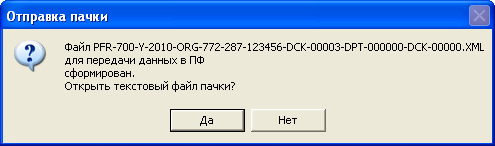 Отправка пачки
Файл PFR-700-Y-2010-ORG-772-287-123456-DCK-00003-DPT-000000-DCK-00000.XML
для передачи данных в ПФ
сформирован.
Открыть текстовый файл пачки?
Да
Нет